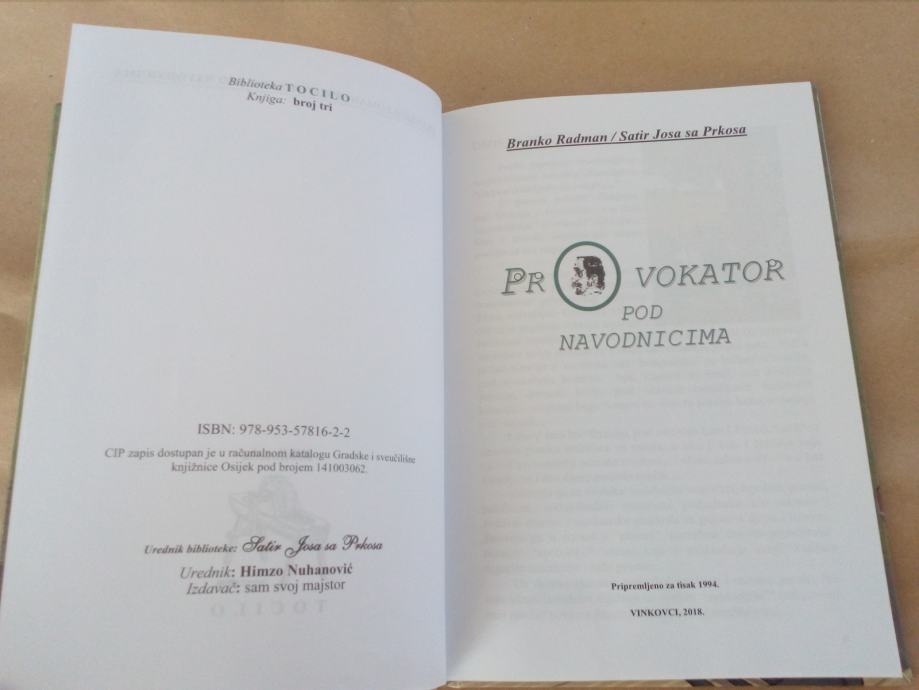 Biblioteka TOCILO
Knjiga: broj tri
ISBN: 978-953-57816-2-2
CIP zapis dostupan je u računalnom katalogu Gradske i sveučilišne
knjižnice Osijek pod brojem 141003062.
Urednik biblioteke: Satir Josa sa Prkosa
Urednik: Himzo Nuhanović
Izdavač: sam svoj majstor
TOCILO
Branko Radman / Satir Josa sa Prkosa
PR VOKATOR
POD
NAVODNICIMA
Pripremljeno za tisak 1994.
VINKOVCI, 2018.